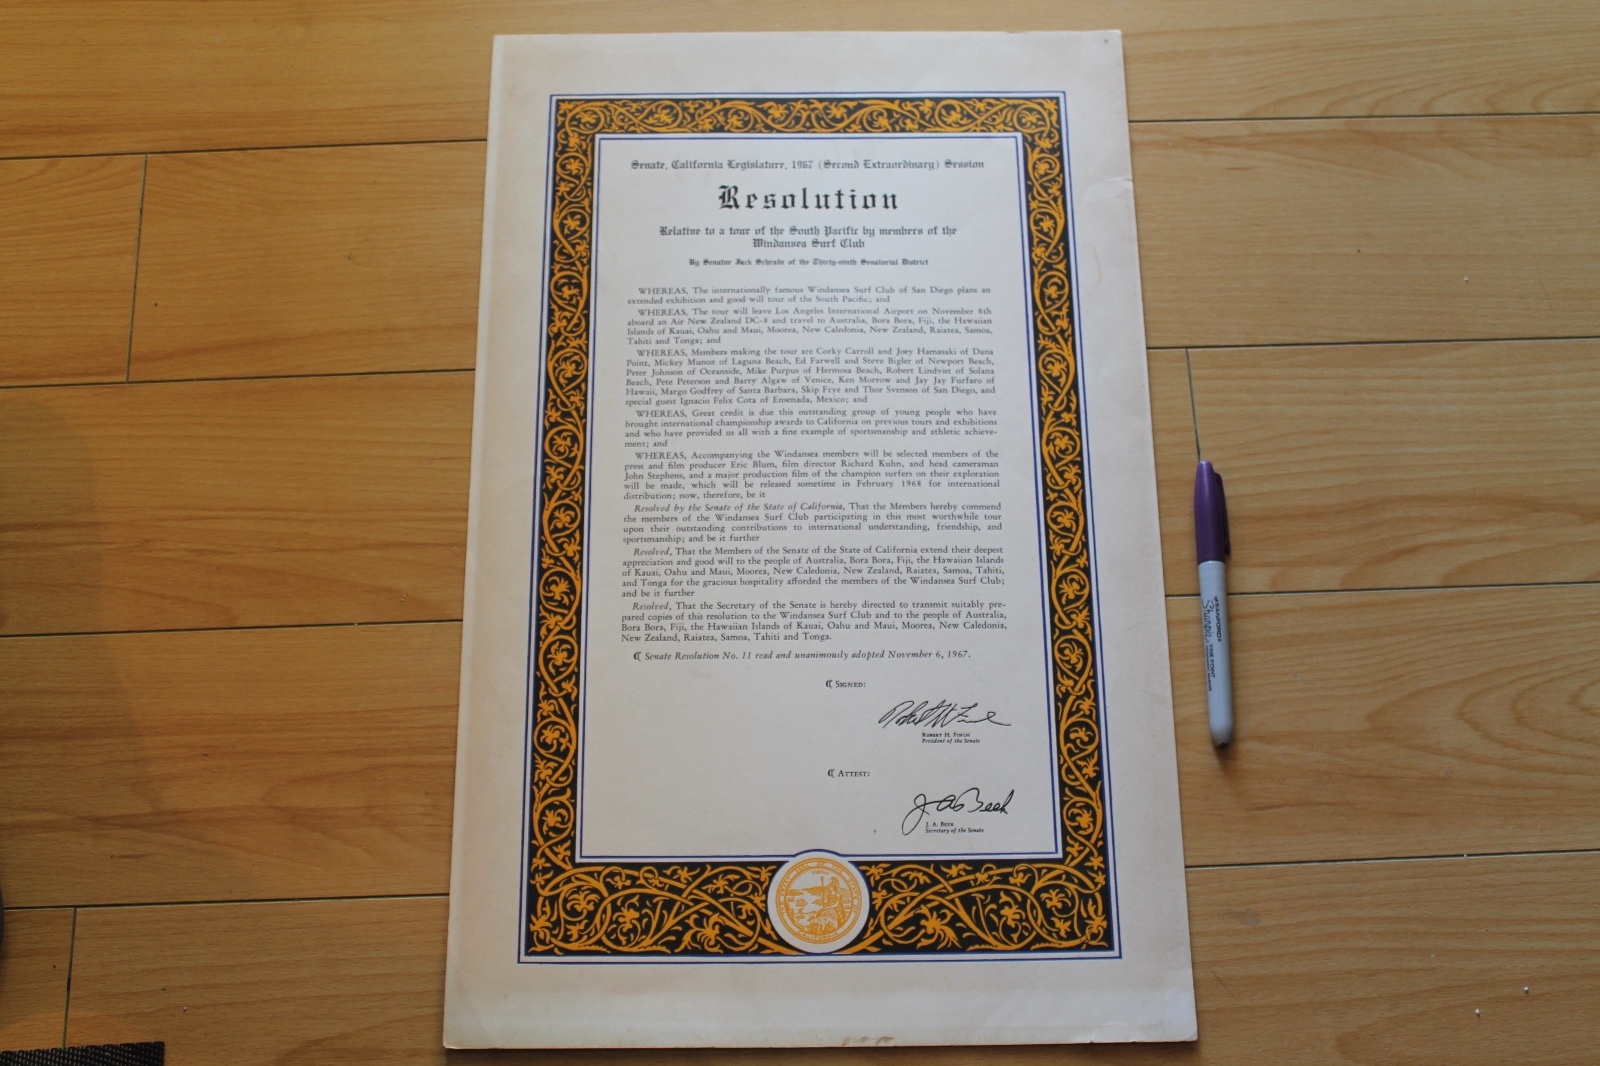 Senate, California Legislature, 1967 (Second Extraordinary) Session
Resolution
Relative to a tour of the South Pacific by members of the
Windansea Surf Club
By Senator Jack Schrade of the Thirty-ninth Senatorial District
WHEREAS, The internationally famous Windansea Surf Club of San Diego plans an
extended exhibition and good will tour of the South Pacific; and
WHEREAS, The tour will leave Los Angeles International Airport on November 8th
aboard an Air New Zealand DC-8 and travel to Australia, Bora Bora, Fiji, the Hawaiian
Islands of Kauai, Oahu and Maui, Moorea, New Caledonia, New Zealand, Raiatea, Samoa,
Tahiti and Tonga; and
WHEREAS, Members making the tour are Corky Carroll and Joey Hamasaki of Dana
Point, Mickey Munoz of Laguna Beach, Ed Farwell and Steve Bigler of Newport Beach,
Peter Johnson of Oceanside, Mike Purpus of Hermosa Beach, Robert Lindvist of Solana
Beach, Pete Peterson and Barry Algaw of Venice, Ken Morrow and Jay Jay Furfaro of
Hawaii, Margo Godfrey of Santa Barbara, Skip Frye and Thor Svenson of San Diego, and
special guest Ignacio Felix Cota of Ensenada, Mexico; and
WHEREAS, Great credit is due this outstanding group of young people who have
brought international championship awards to California on previous tours and exhibitions
and who have provided us all with a fine example of sportsmanship and athletic achieve-
ment; and
WHEREAS, Accompanying the Windansea members will be selected members of the
press and film producer Eric Blum, film director Richard Kuhn, and head cameraman
John Stephens, and a major production film of the champion surfers on their exploration
will be made, which will be released sometime in February 1968 for international
distribution; now, therefore, be it
Resolved by the Senate of the State of California, That the Members hereby commend
the members of the Windansea Surf Club participating in this most worthwhile tour
upon their outstanding contributions to international understanding, friendship, and
sportsmanship; and be it further
Resolved, That the Members of the Senate of the State of California extend their deepest
appreciation and good will to the people of Australia, Bora Bora, Fiji, the Hawaiian Islands
of Kauai, Oahu and Maui, Moorea, New Caledonia, New Zealand, Raiatea, Samoa, Tahiti,
and Tonga for the gracious hospitality afforded the members of the Windansea Surf Club;
and be it further
Resolved, That the Secretary of the Senate is hereby directed to transmit suitably pre-
pared copies of this resolution to the Windansea Surf Club and to the people of Australia,
Bora Bora, Fiji, the Hawaiian Islands of Kauai, Oahu and Maui, Moorea, New Caledonia,
New Zealand, Raiatea, Samoa, Tahiti and Tonga.
Senate Resolution No. 11 read and unanimously adopted November 6, 1967.
SIGNED:
ROBERT H. FINCH
President of the Senate
ATTEST:
J A Beek
J. A. BEEK
Secretary of the Senate
CALIFORNIA
SANFORD
Sharpie
FINE POINT